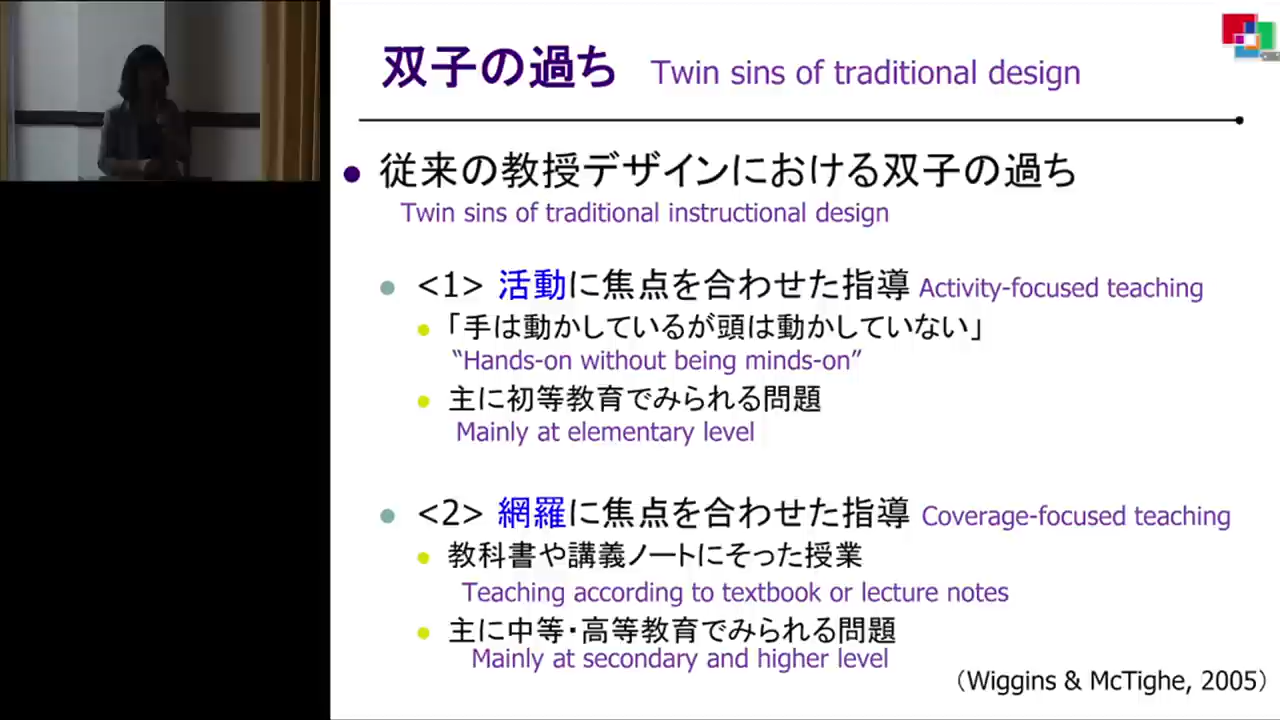 双子の過ち Twin sins of traditional design
従来の教授デザインにおける双子の過ち
Twin sins of traditional instructional design
<1> 活動に焦点を合わせた指導 Activity-focused teaching
「手は動かしているが頭は動かしていない」
“Hands-on without being minds-on”
主に初等教育でみられる問題
Mainly at elementary level
<2> 網羅に焦点を合わせた指導 Coverage-focused teaching
教科書や講義ノートにそった授業
Teaching according to textbook or lecture notes
主に中等・高等教育でみられる問題
Mainly at secondary and higher level
（Wiggins & McTighe, 2005）